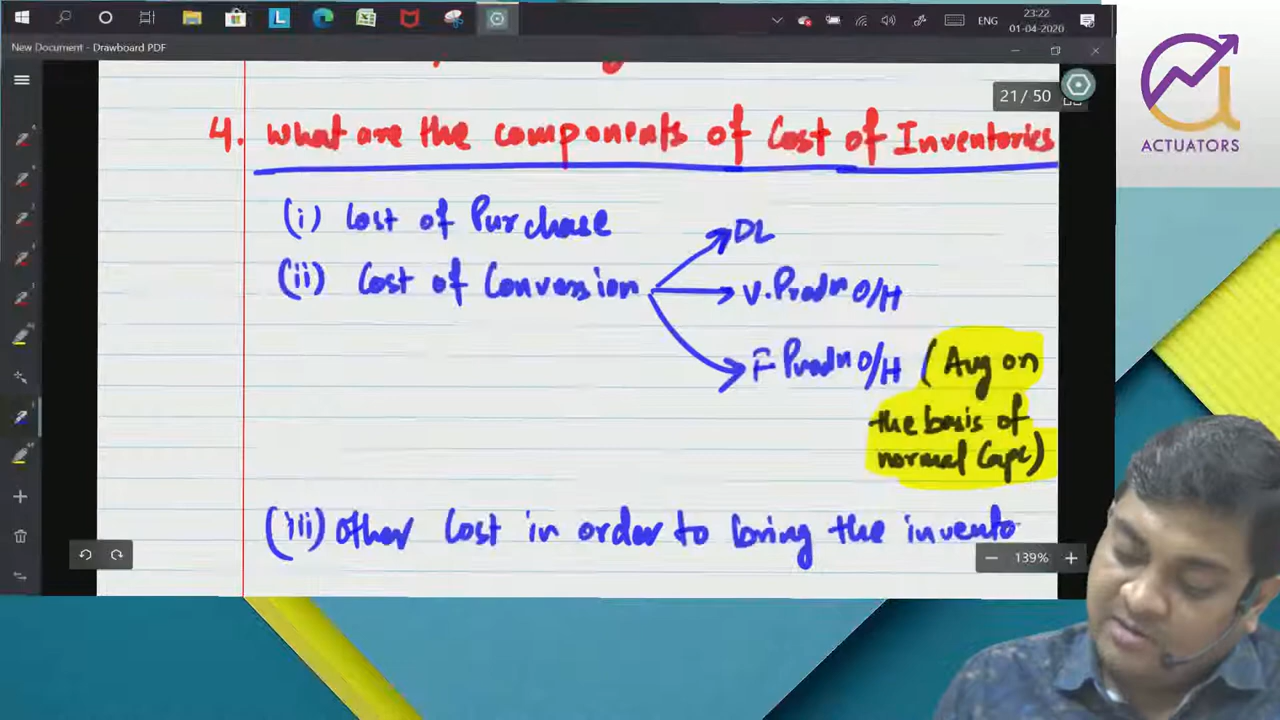 23:22
ENG
01-04-2020
New Document - Drawboard PDF
21 / 50
ACTUATORS
4. What are the components of Cost of Inventories
(i) Cost of Purchase
(ii) Cost of Conversion
DL
V. Prodn O/H
F Prodn O/H (Avg on
the basis of
normal Cape)
(iii) other Cost in order to bring the invento
139%